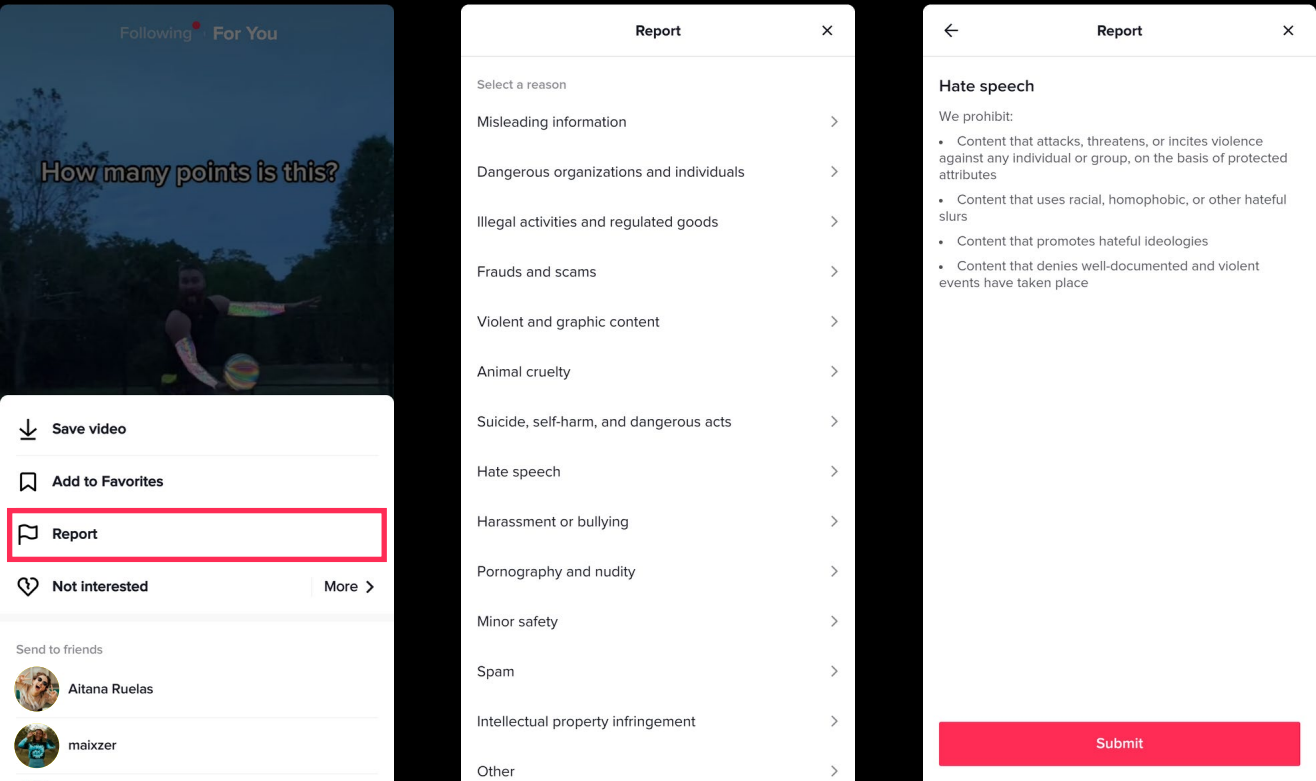 Following For You
How many points is this?
Save video
Add to Favorites
Report
Not interested More
Send to friends
Aitana Ruelas
maixzer
Report
Select a reason
Misleading information
Dangerous organizations and individuals
Illegal activities and regulated goods
Frauds and scams
Violent and graphic content
Animal cruelty
Suicide, self-harm, and dangerous acts
Hate speech
Harassment or bullying
Pornography and nudity
Minor safety
Spam
Intellectual property infringement
Other
Report
Hate speech
We prohibit:
• Content that attacks, threatens, or incites violence
against any individual or group, on the basis of protected
attributes
• Content that uses racial, homophobic, or other hateful
slurs
• Content that promotes hateful ideologies
• Content that denies well-documented and violent
events have taken place
Submit